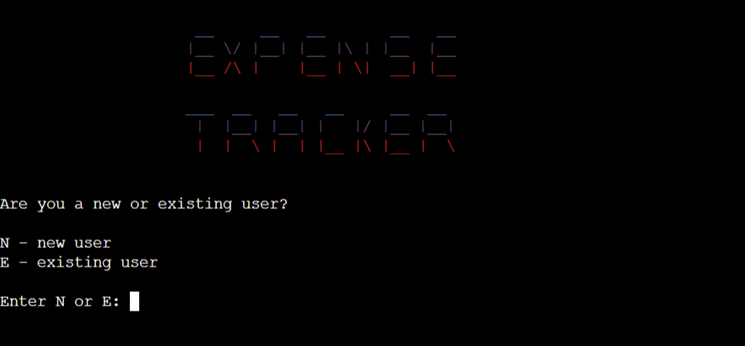 EXPENSE
TRACKER
Are you a new or existing user?
N - new user
E - existing user
Enter N or E: